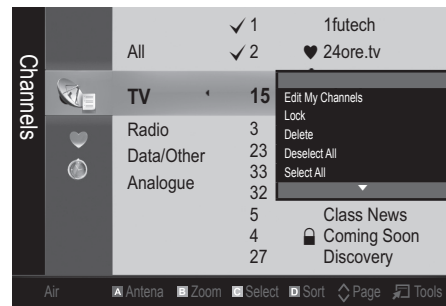 Channels
✓ 1 1futech
All ✓ 2 ♥ 24ore.tv
TV 15
Radio 3
Data/Other 23
Analogue 33
32
5 Class News
4 Coming Soon
27 Discovery
Edit My Channels
Lock
Delete
Deselect All
Select All
Air A Antena B Zoom C Select D Sort Page Tools